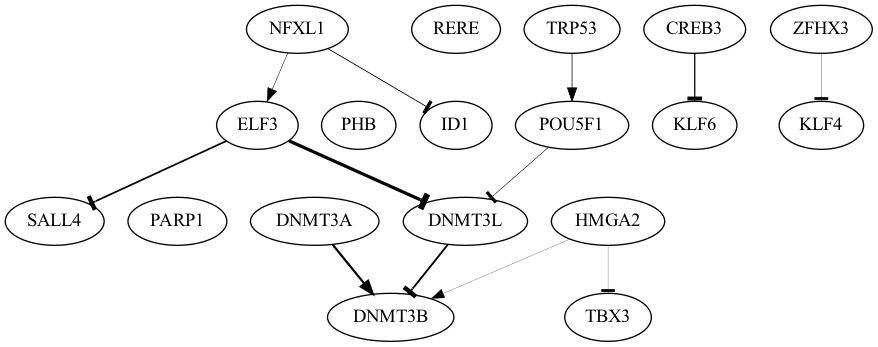 NFXL1 RERE TRP53 CREB3 ZFHX3
ELF3 PHB ID1 POU5F1 KLF6 KLF4
SALL4 PARP1 DNMT3A DNMT3L HMGA2
DNMT3B TBX3